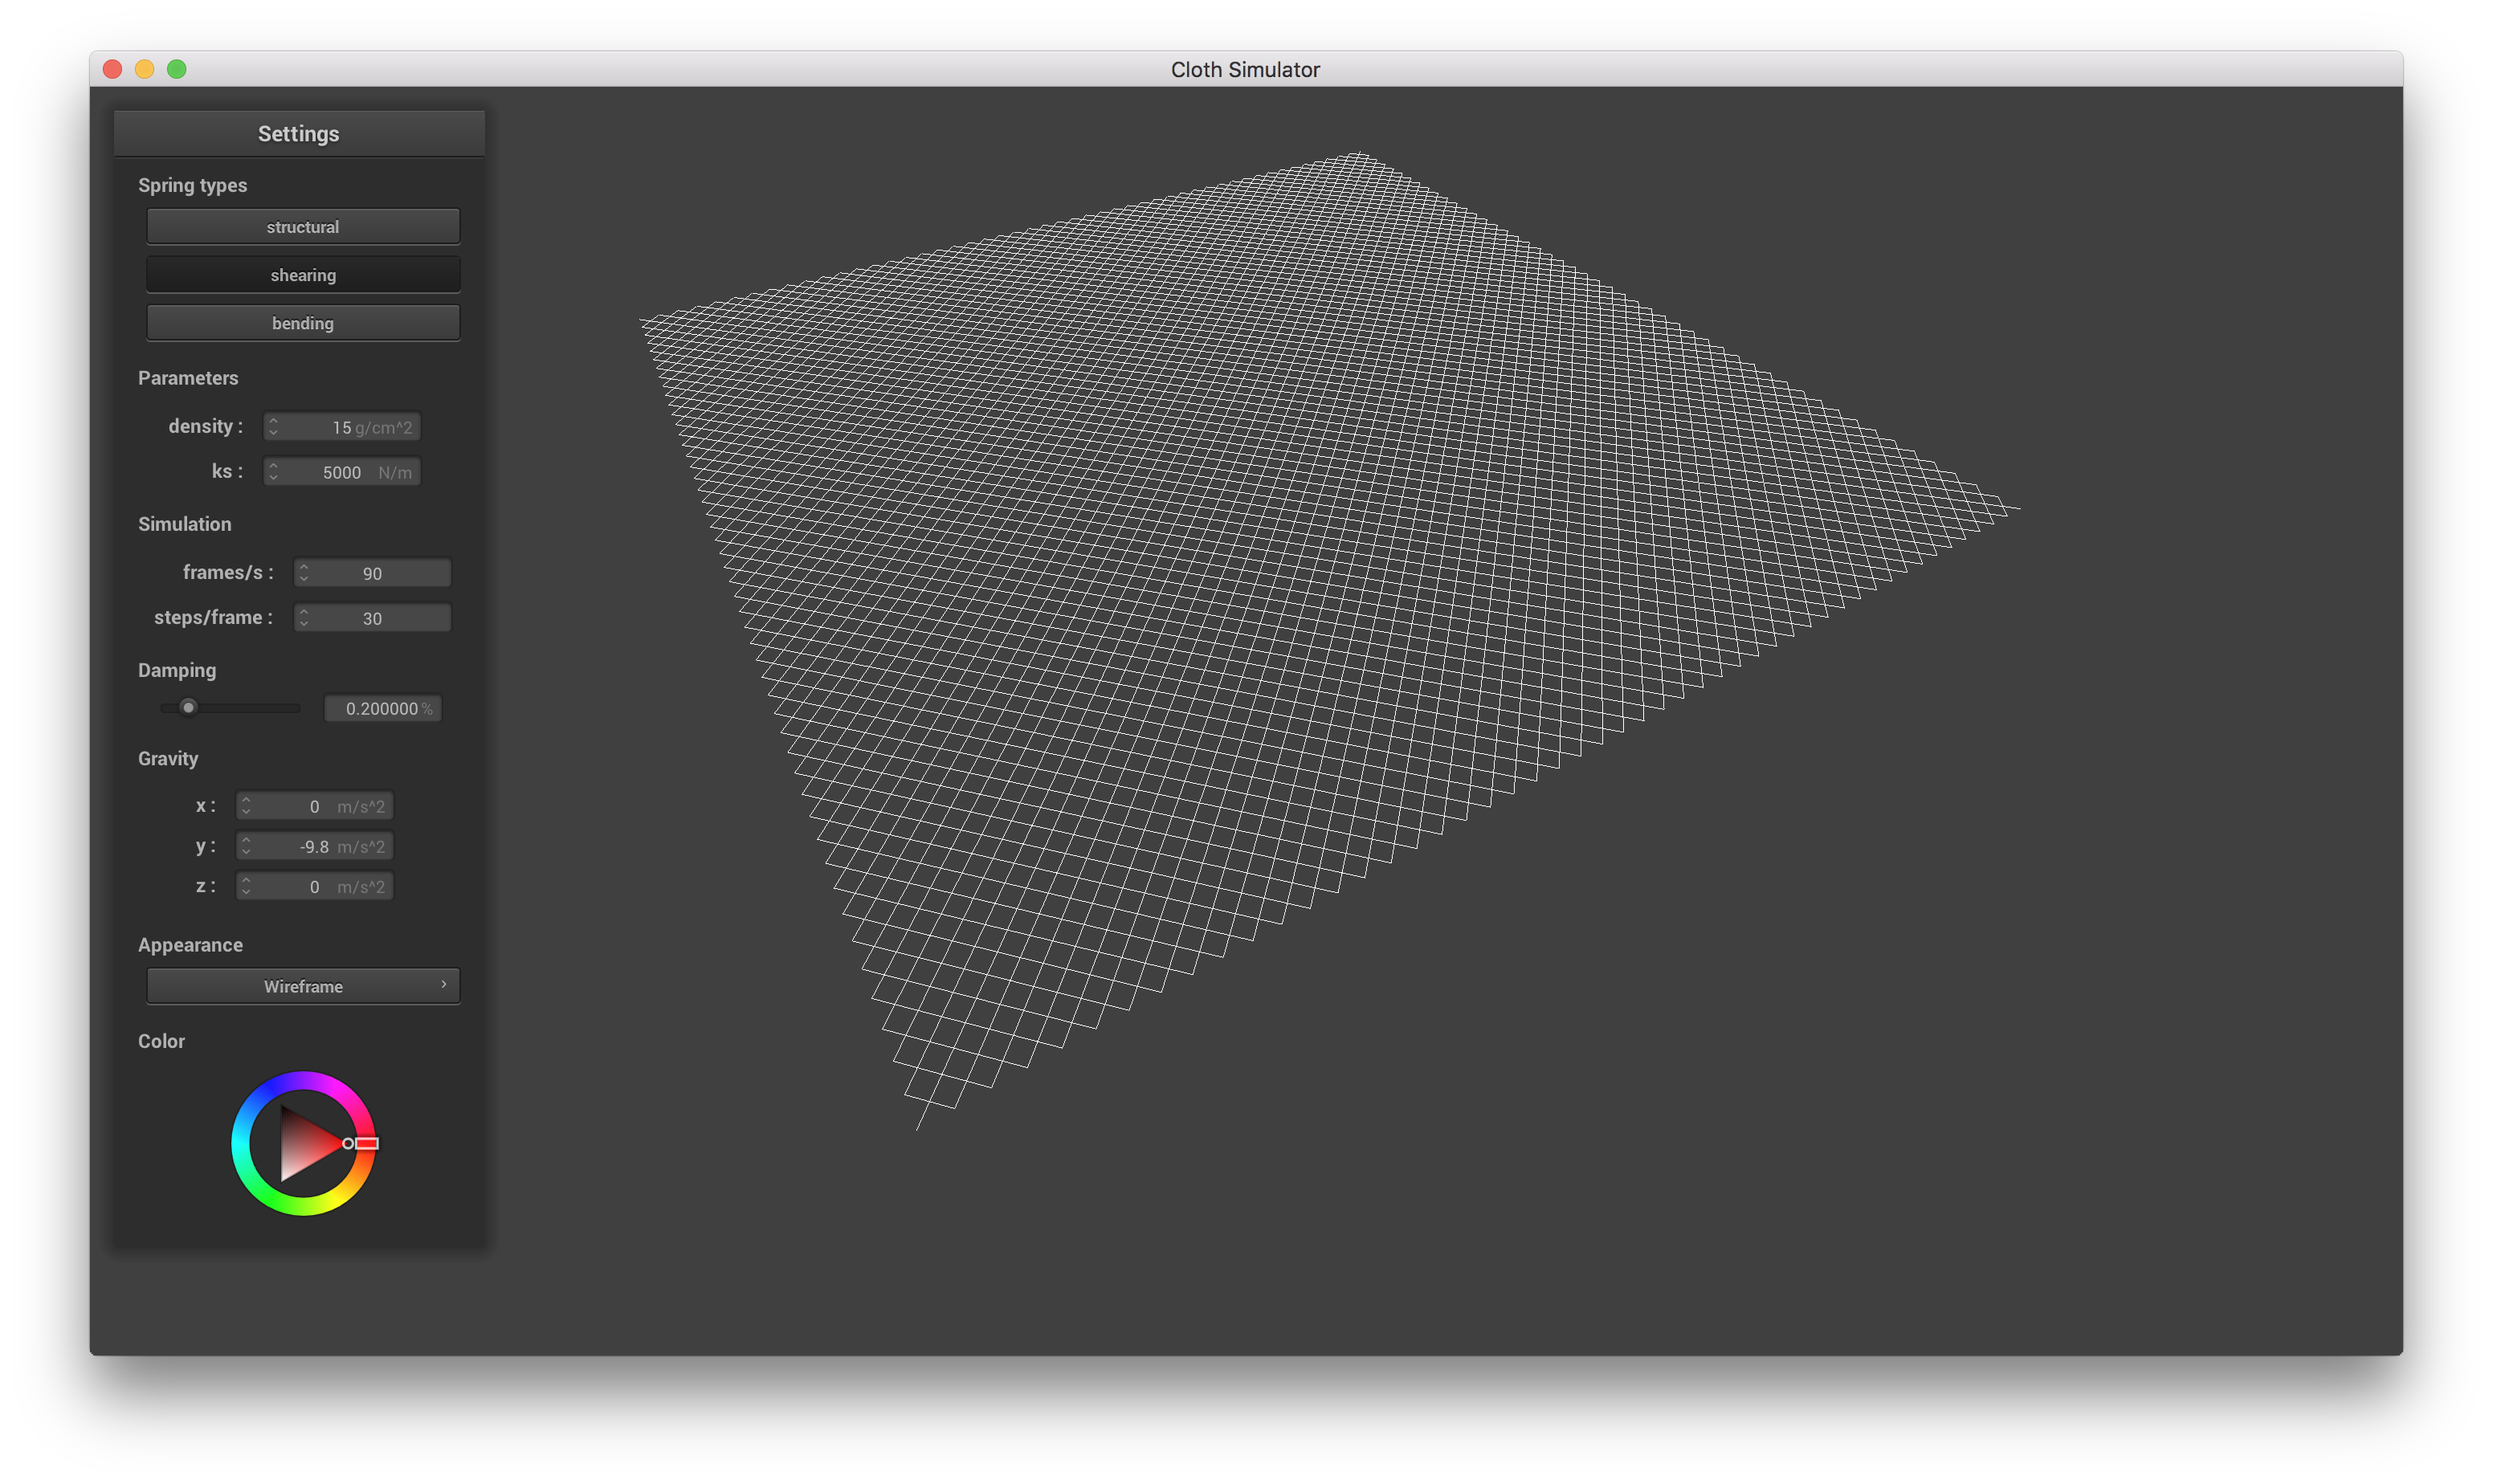 Cloth Simulator
Settings
Spring types
structural
shearing
bending
Parameters
density : 15 g/cm^2
ks : 5000 N/m
Simulation
frames/s : 90
steps/frame : 30
Damping
0.200000 %
Gravity
x : 0 m/s^2
y : -9.8 m/s^2
z : 0 m/s^2
Appearance
Wireframe
Color